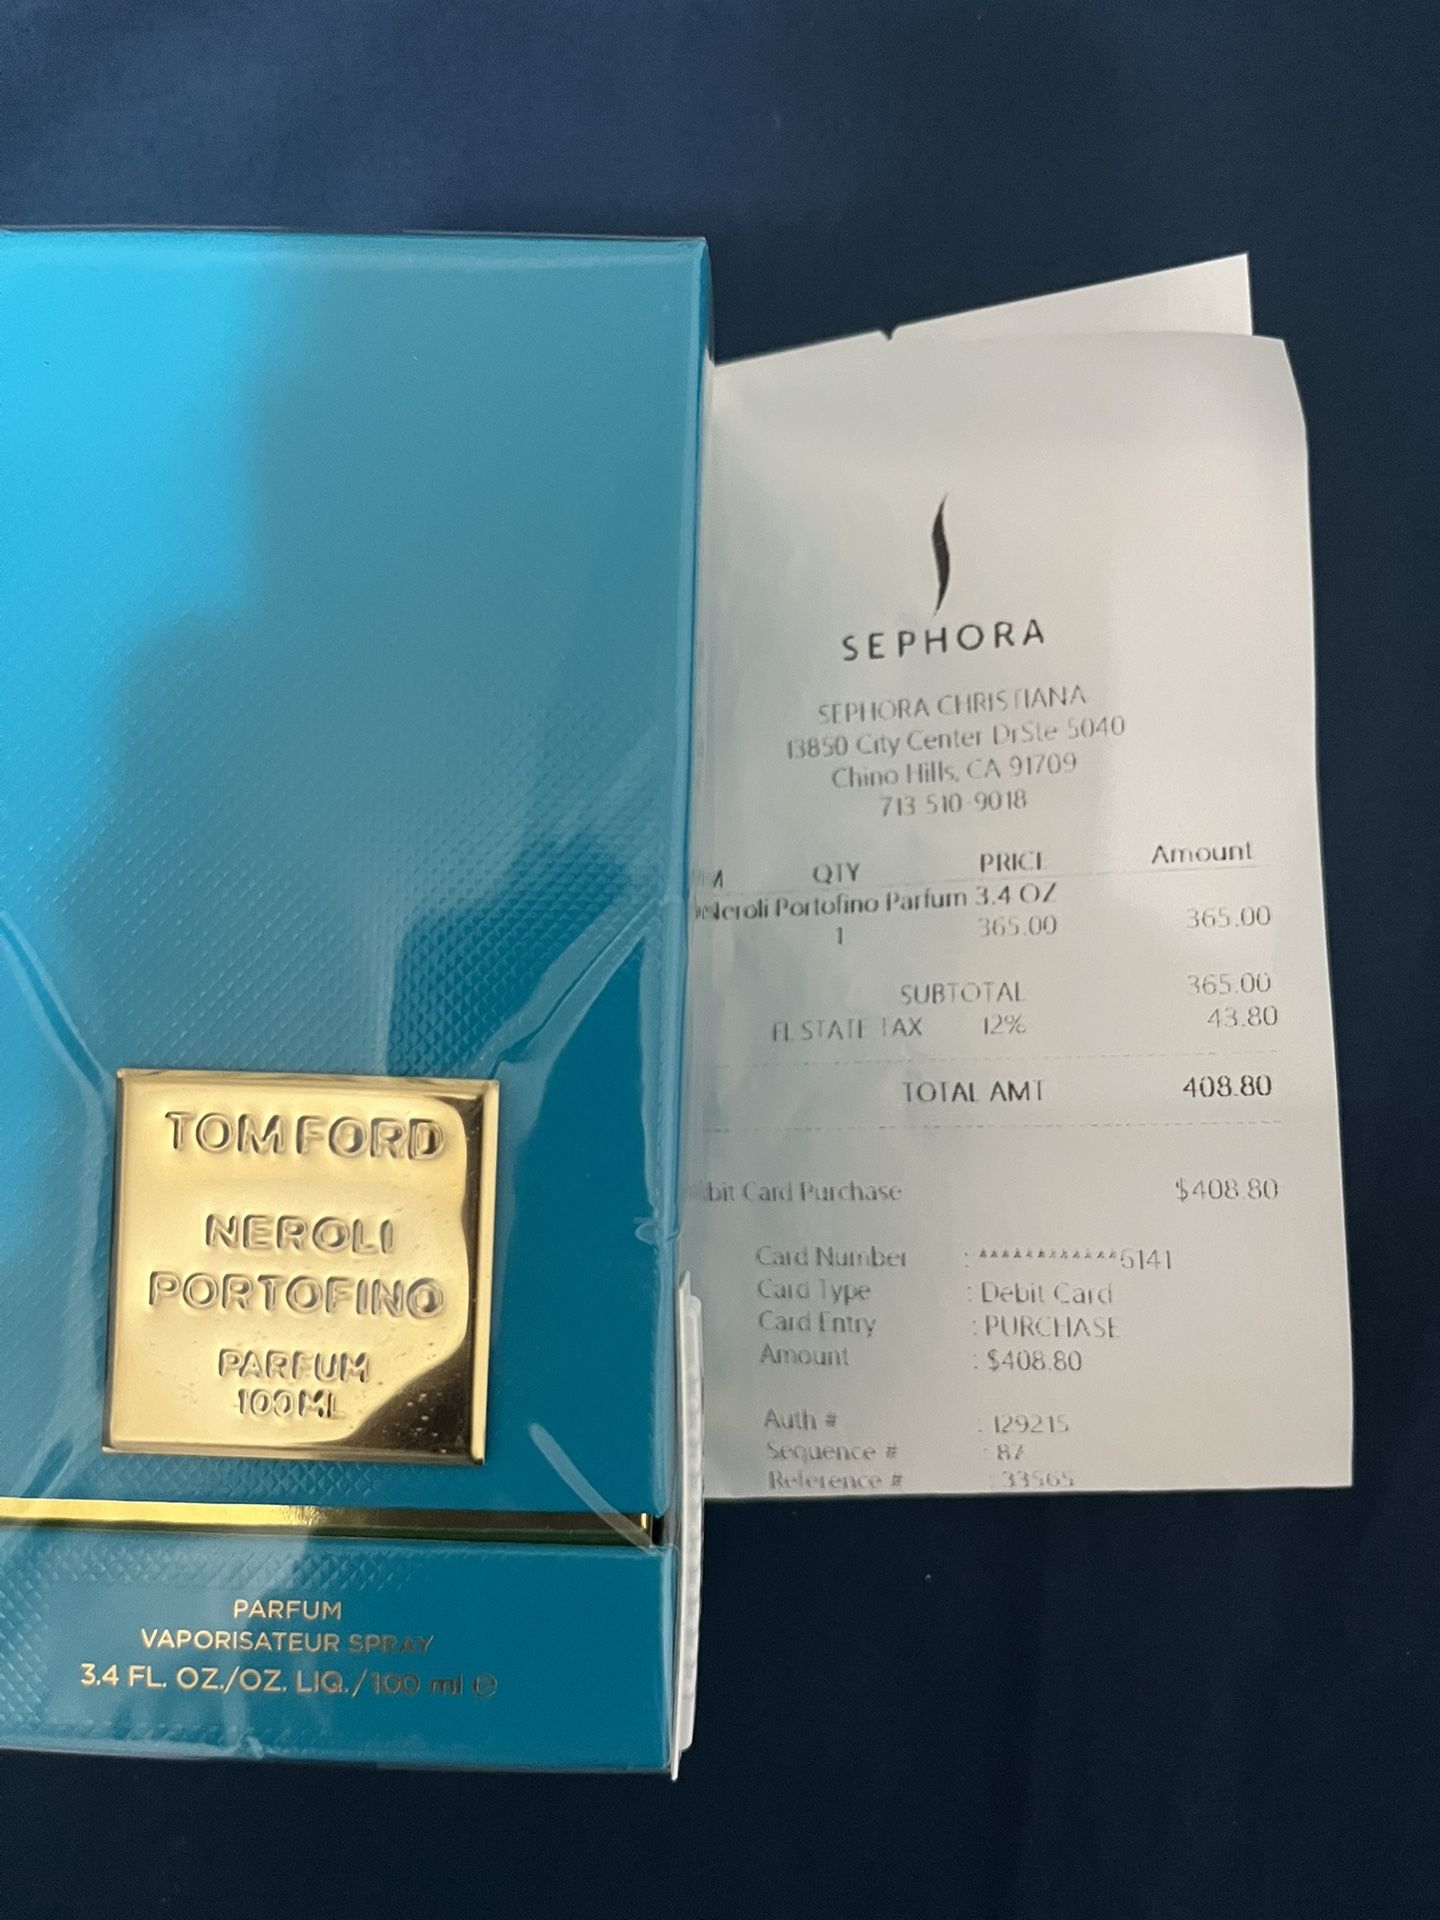 SEPHORA
SEPHORA CHRISTIANA
13850 City Center DrSte 5040
Chino Hills, CA 91709
713 510-9018
QTY PRICE Amount
Neroli Portofino Parfum 3.4 OZ
1 365.00 365.00
SUBTOTAL 365.00
FL STATE TAX 12% 43.80
TOTAL AMT 408.80
bit Card Purchase $408.80
Card Number : ************6141
Card Type : Debit Card
Card Entry : PURCHASE
Amount : $408.80
Auth # : 129215
Sequence # : 87
Reference # : 33565
TOM FORD
NEROLI
PORTOFINO
PARFUM
100ML
PARFUM
VAPORISATEUR SPRAY
3.4 FL. OZ./OZ. LIQ./100 ml ℮